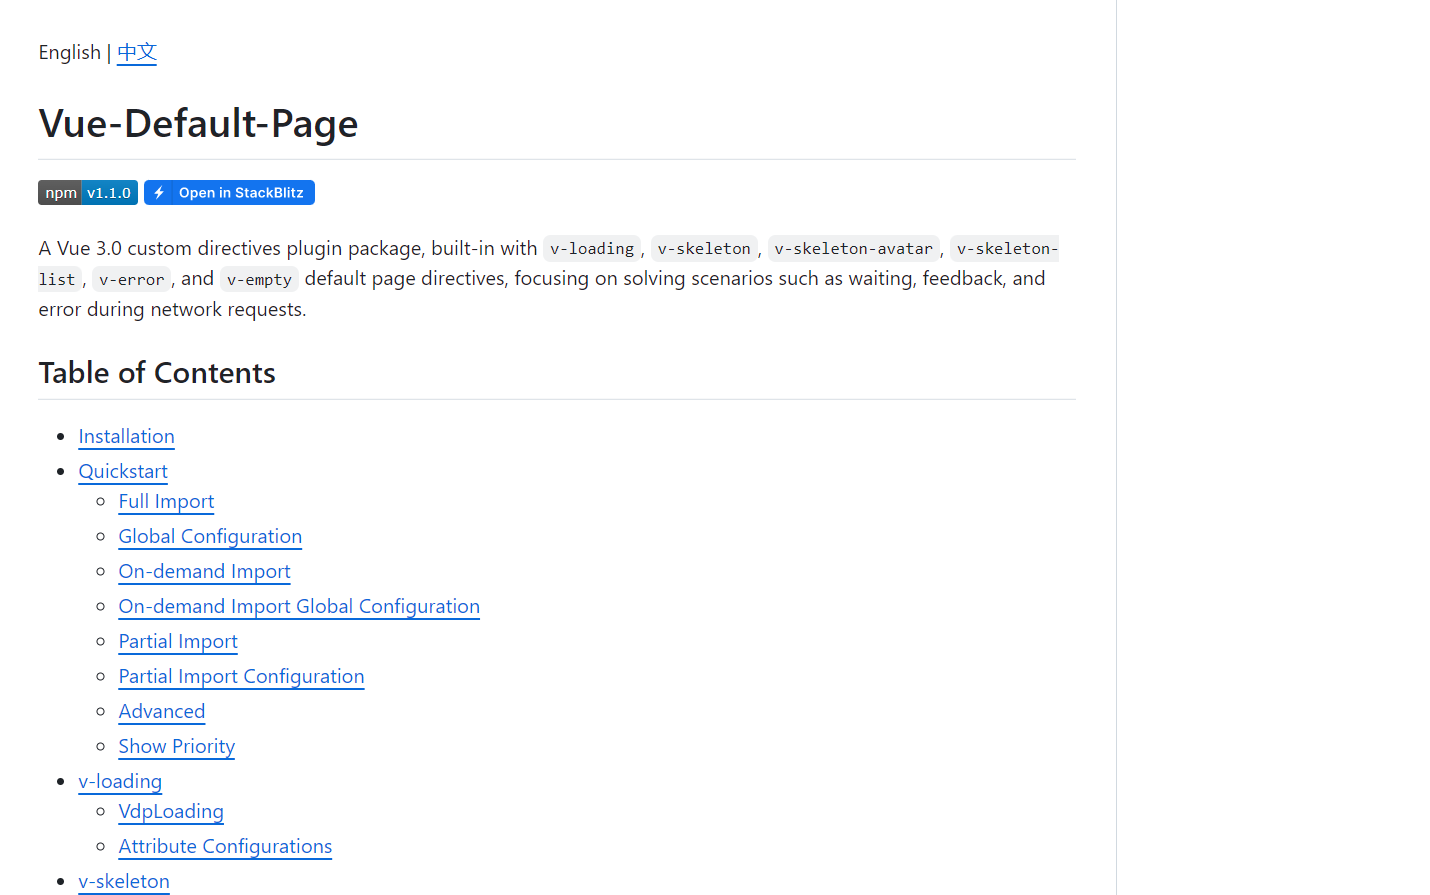 English | 中文
Vue-Default-Page
npm v1.1.0 Open in StackBlitz
A Vue 3.0 custom directives plugin package, built-in with v-loading, v-skeleton, v-skeleton-avatar, v-skeleton-
list, v-error, and v-empty default page directives, focusing on solving scenarios such as waiting, feedback, and
error during network requests.
Table of Contents
Installation
Quickstart
Full Import
Global Configuration
On-demand Import
On-demand Import Global Configuration
Partial Import
Partial Import Configuration
Advanced
Show Priority
v-loading
VdpLoading
Attribute Configurations
v-skeleton